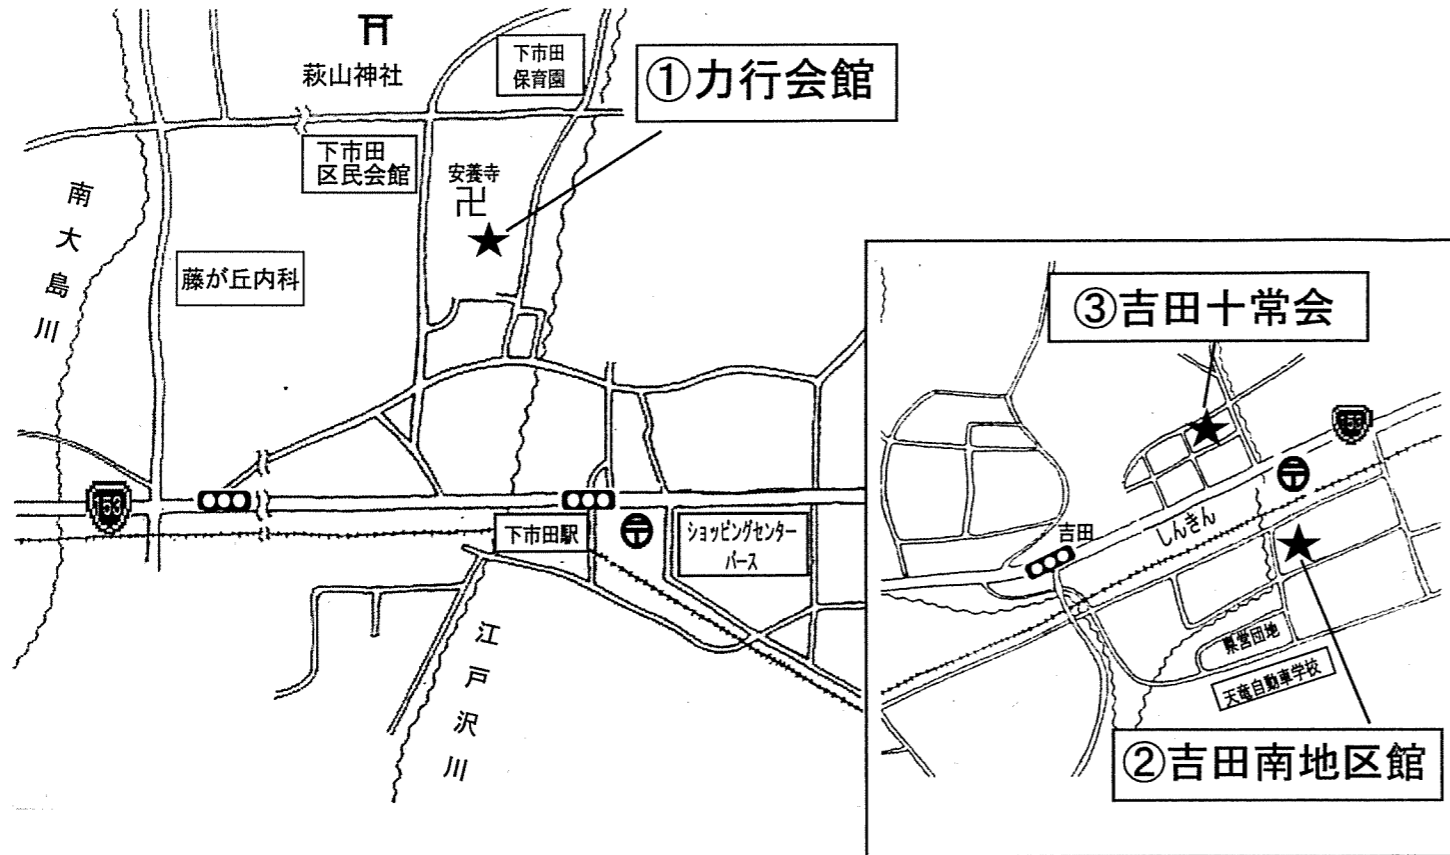 萩山神社
下市田
保育園
①力行会館
下市田
区民会館
安養寺
南大島川
藤が丘内科
153
下市田駅
ショッピングセンター
パース
江戸沢川
③吉田十常会
153
しんきん
吉田
県営団地
天竜自動車学校
②吉田南地区館